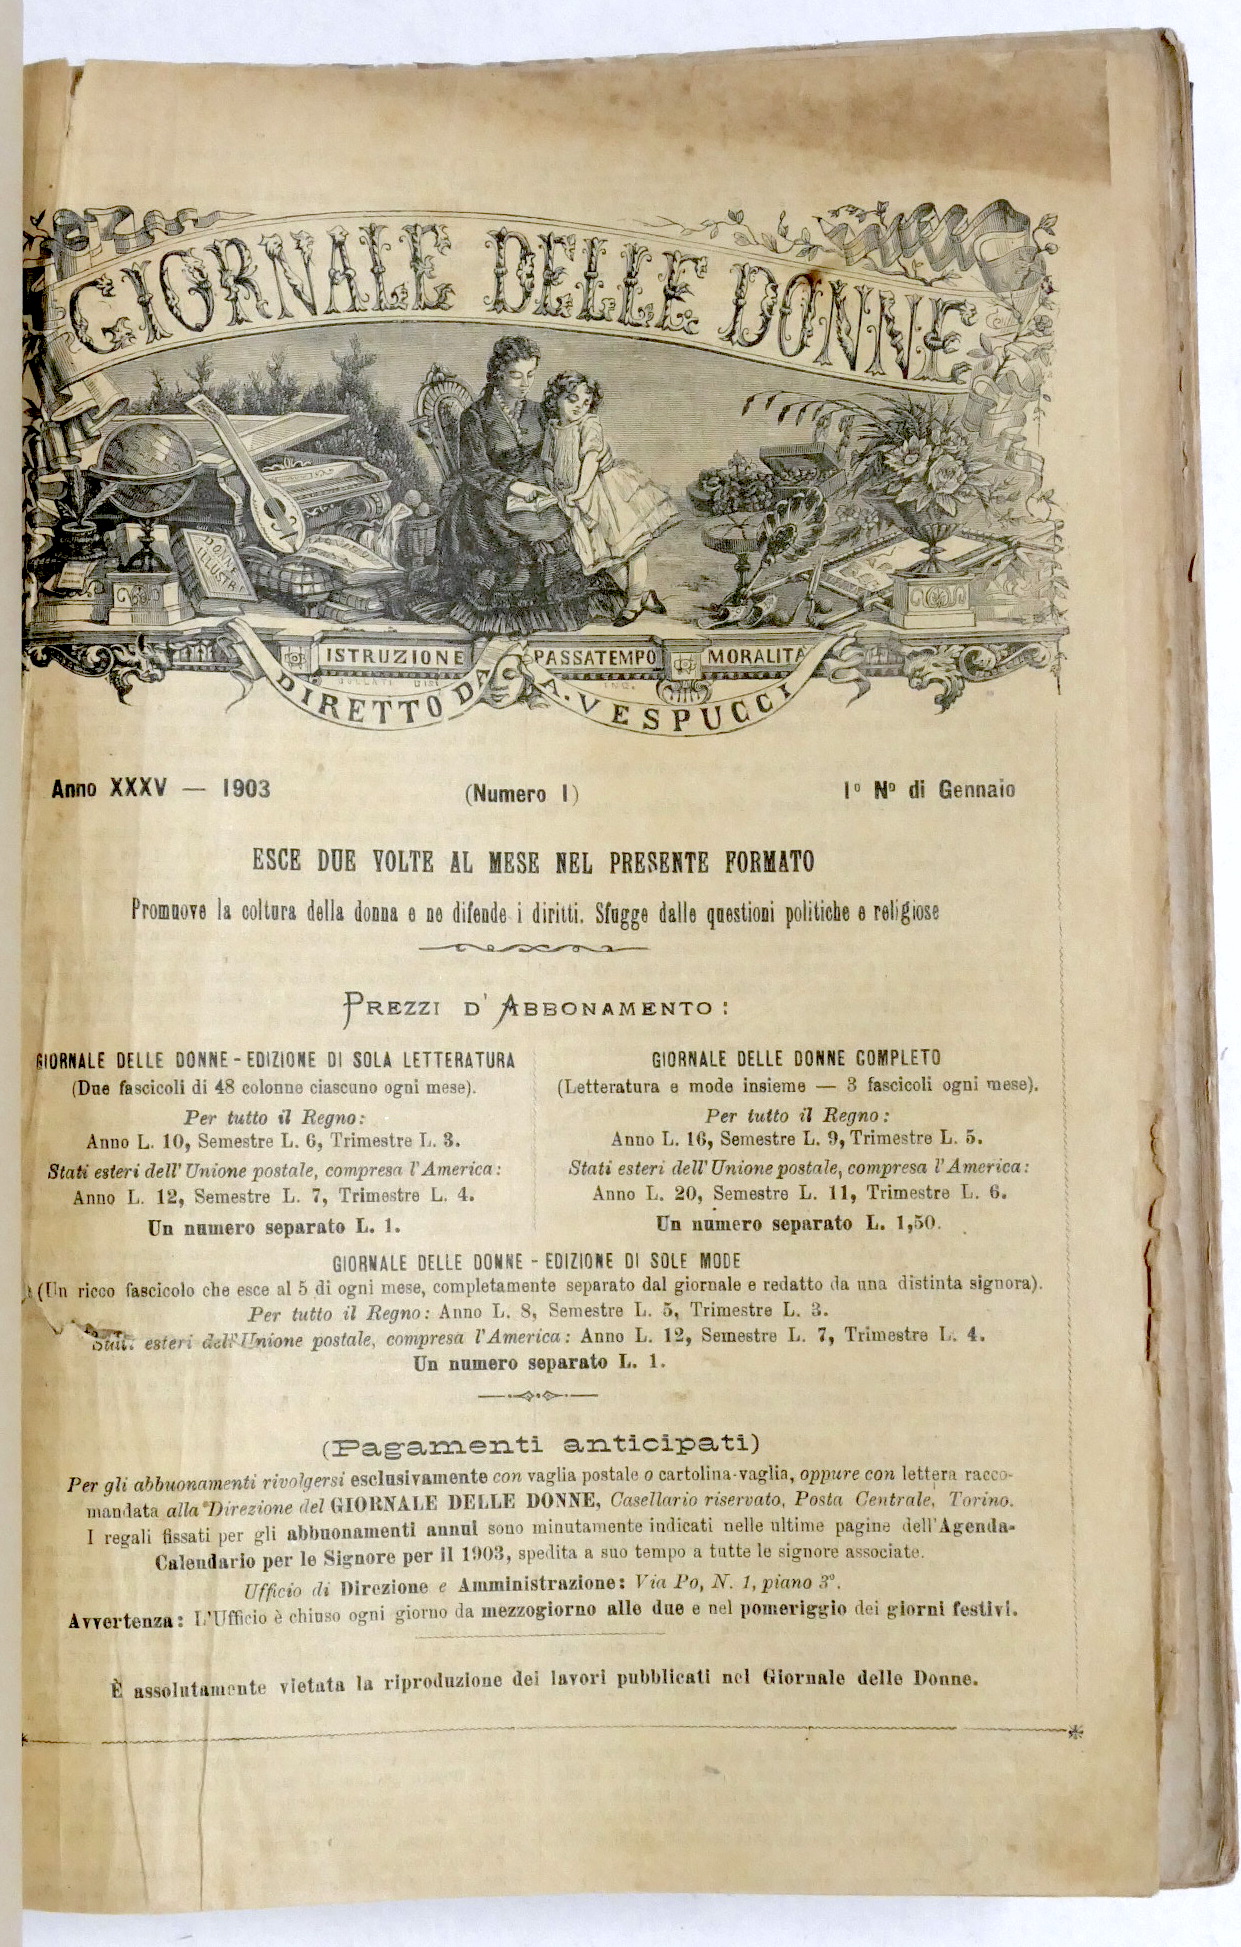 GIORNALE DELLE DONNE
DONNE
ILLUSTRI
ISTRUZIONE PASSATEMPO MORALITÀ
DIRETTO DA A. VESPUCCI
Anno XXXV — 1903 (Numero 1) 1º Nº di Gennaio
ESCE DUE VOLTE AL MESE NEL PRESENTE FORMATO
Promuove la coltura della donna e ne difende i diritti. Sfugge dalle questioni politiche e religiose
PREZZI D'ABBONAMENTO:
GIORNALE DELLE DONNE - EDIZIONE DI SOLA LETTERATURA
(Due fascicoli di 48 colonne ciascuno ogni mese).
Per tutto il Regno:
Anno L. 10, Semestre L. 6, Trimestre L. 3.
Stati esteri dell'Unione postale, compresa l'America:
Anno L. 12, Semestre L. 7, Trimestre L. 4.
Un numero separato L. 1.
GIORNALE DELLE DONNE COMPLETO
(Letteratura e mode insieme — 3 fascicoli ogni mese).
Per tutto il Regno:
Anno L. 16, Semestre L. 9, Trimestre L. 5.
Stati esteri dell'Unione postale, compresa l'America:
Anno L. 20, Semestre L. 11, Trimestre L. 6.
Un numero separato L. 1,50.
GIORNALE DELLE DONNE - EDIZIONE DI SOLE MODE
(Un ricco fascicolo che esce al 5 di ogni mese, completamente separato dal giornale e redatto da una distinta signora).
Per tutto il Regno: Anno L. 8, Semestre L. 5, Trimestre L. 3.
Stati esteri dell'Unione postale, compresa l'America: Anno L. 12, Semestre L. 7, Trimestre L. 4.
Un numero separato L. 1.
(Pagamenti anticipati)
Per gli abbuonamenti rivolgersi esclusivamente con vaglia postale o cartolina-vaglia, oppure con lettera racco-
mandata alla Direzione del GIORNALE DELLE DONNE, Casellario riservato, Posta Centrale, Torino.
I regali fissati per gli abbuonamenti annui sono minutamente indicati nelle ultime pagine dell'Agenda-
Calendario per le Signore per il 1903, spedita a suo tempo a tutte le signore associate.
Ufficio di Direzione e Amministrazione: Via Po, N. 1, piano 3º.
Avvertenza: L'Ufficio è chiuso ogni giorno da mezzogiorno alle due e nel pomeriggio dei giorni festivi.
È assolutamente vietata la riproduzione dei lavori pubblicati nel Giornale delle Donne.